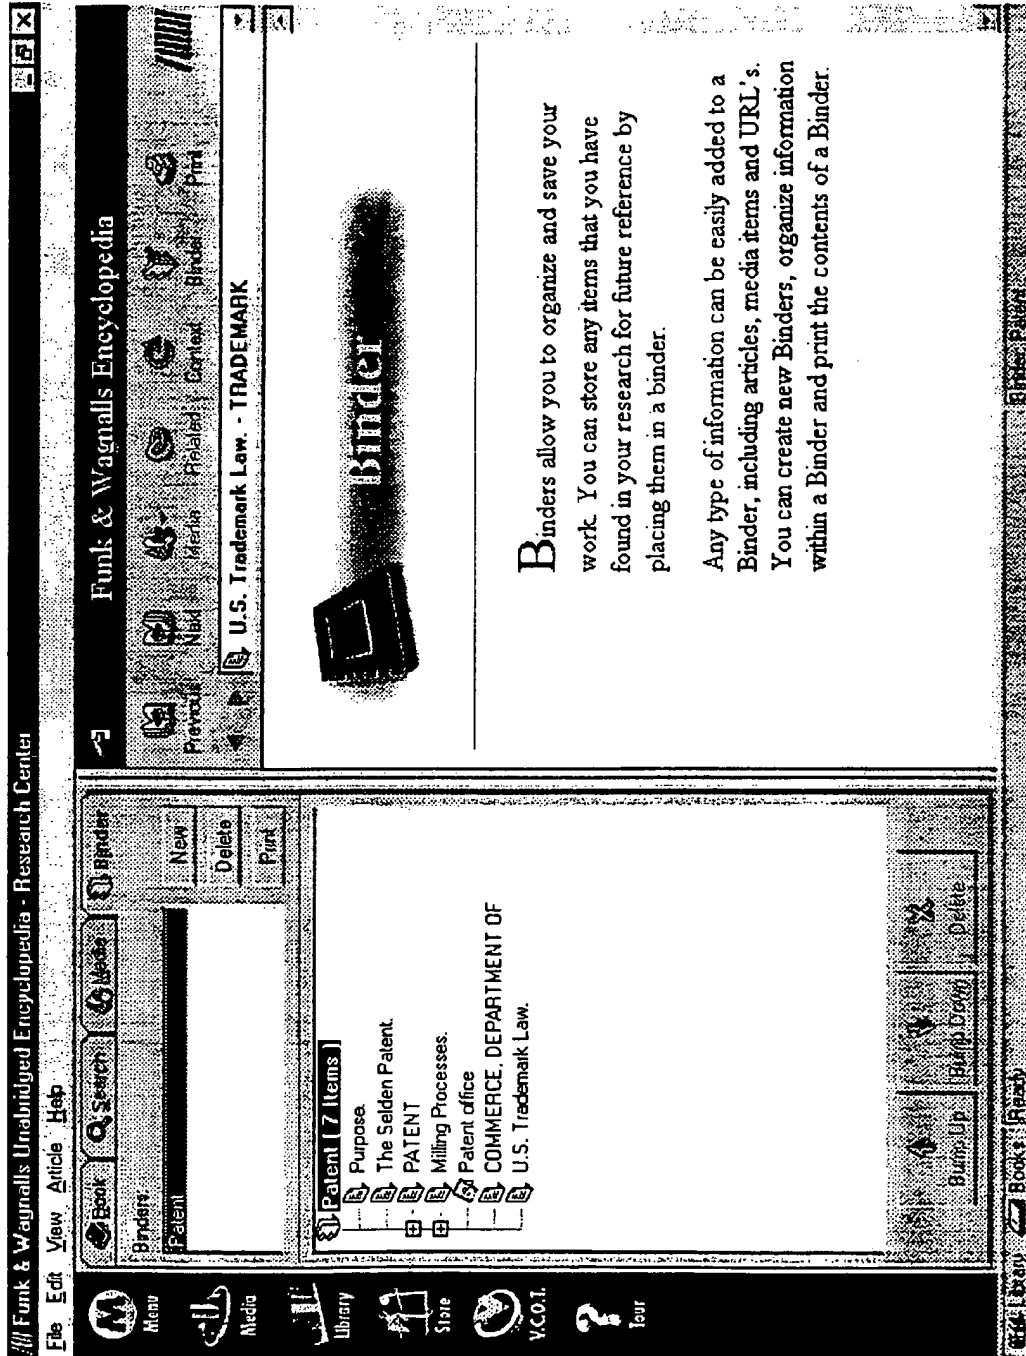 Funk & Wagnalls Unabridged Encyclopedia - Research Center
File Edit View Article Help
Menu
Media
Library
Store
V.C.O.T.
Tour
Book Search Media Binder
Binders
Patent
New
Delete
Print
Patent [ 7 Items ]
Purpose.
The Selden Patent.
PATENT
Milling Processes.
Patent office
COMMERCE, DEPARTMENT OF
U.S. Trademark Law.
Bump Up Bump Down Delete
Funk & Wagnalls Encyclopedia
Previous Next Media Related Context Binder Print
U.S. Trademark Law. - TRADEMARK
Binder
Binders allow you to organize and save your
work. You can store any items that you have
found in your research for future reference by
placing them in a binder.
Any type of information can be easily added to a
Binder, including articles, media items and URL's.
You can create new Binders, organize information
within a Binder and print the contents of a Binder.
Books Ready
Binder: Patent